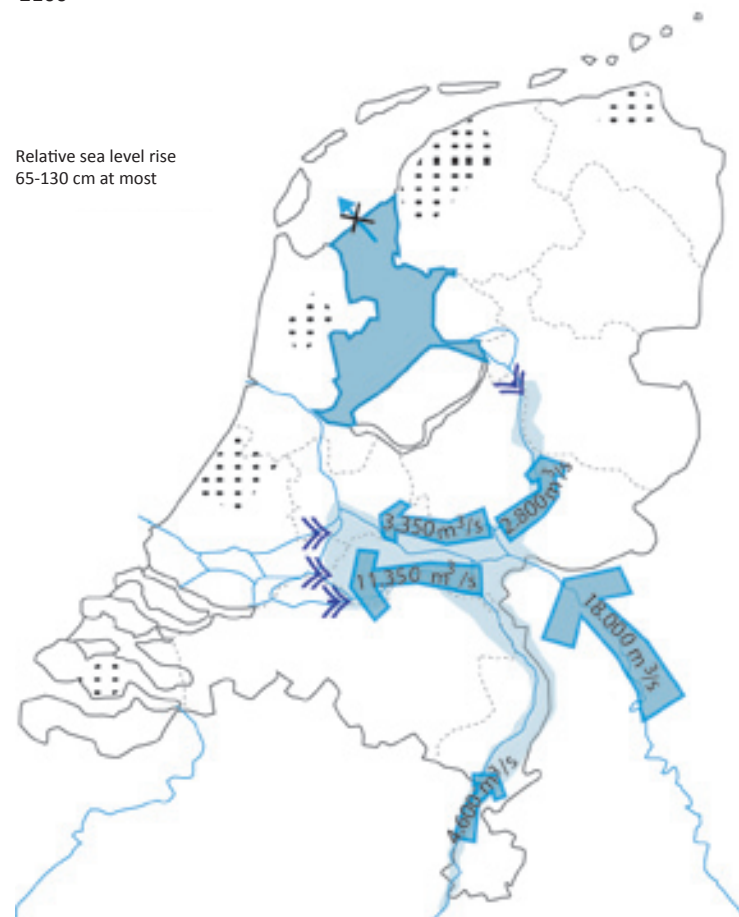 2100
Relative sea level rise
65-130 cm at most
3.350 m³/s
2.800 m³/s
11.350 m³/s
18.000 m³/s
4.600 m³/s